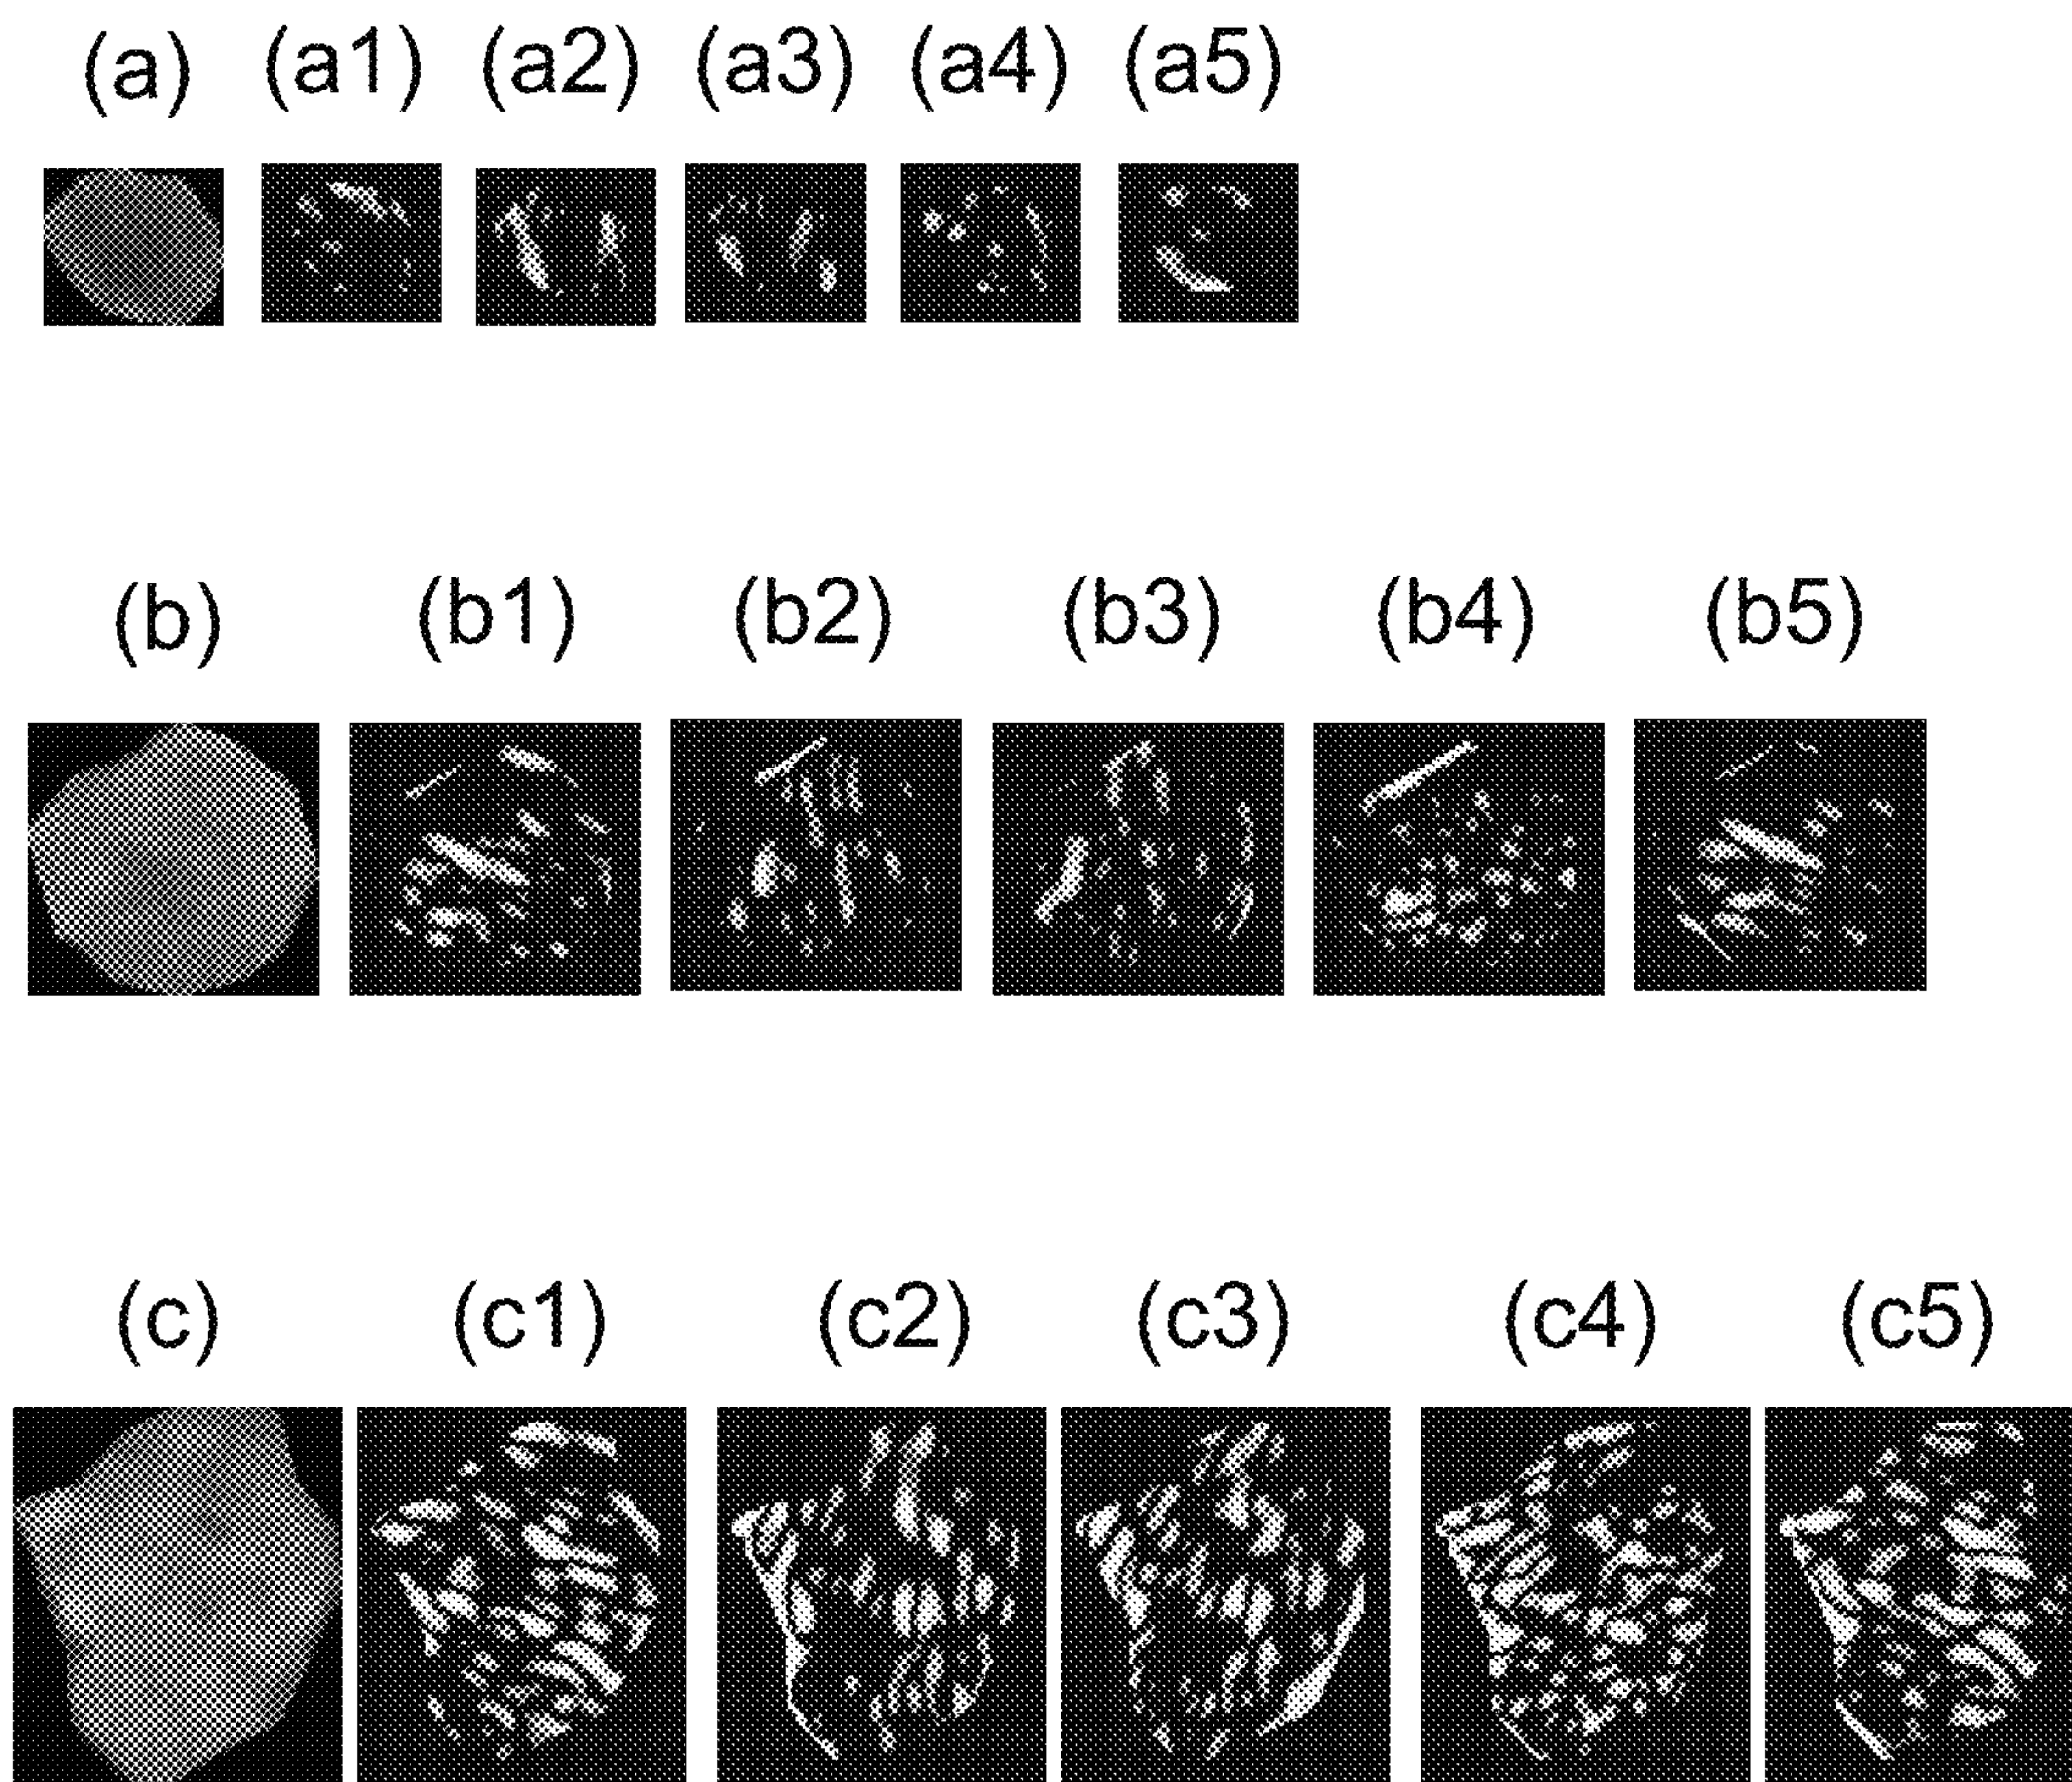 (a) (a1) (a2) (a3) (a4) (a5)
(b) (b1) (b2) (b3) (b4) (b5)
(c) (c1) (c2) (c3) (c4) (c5)